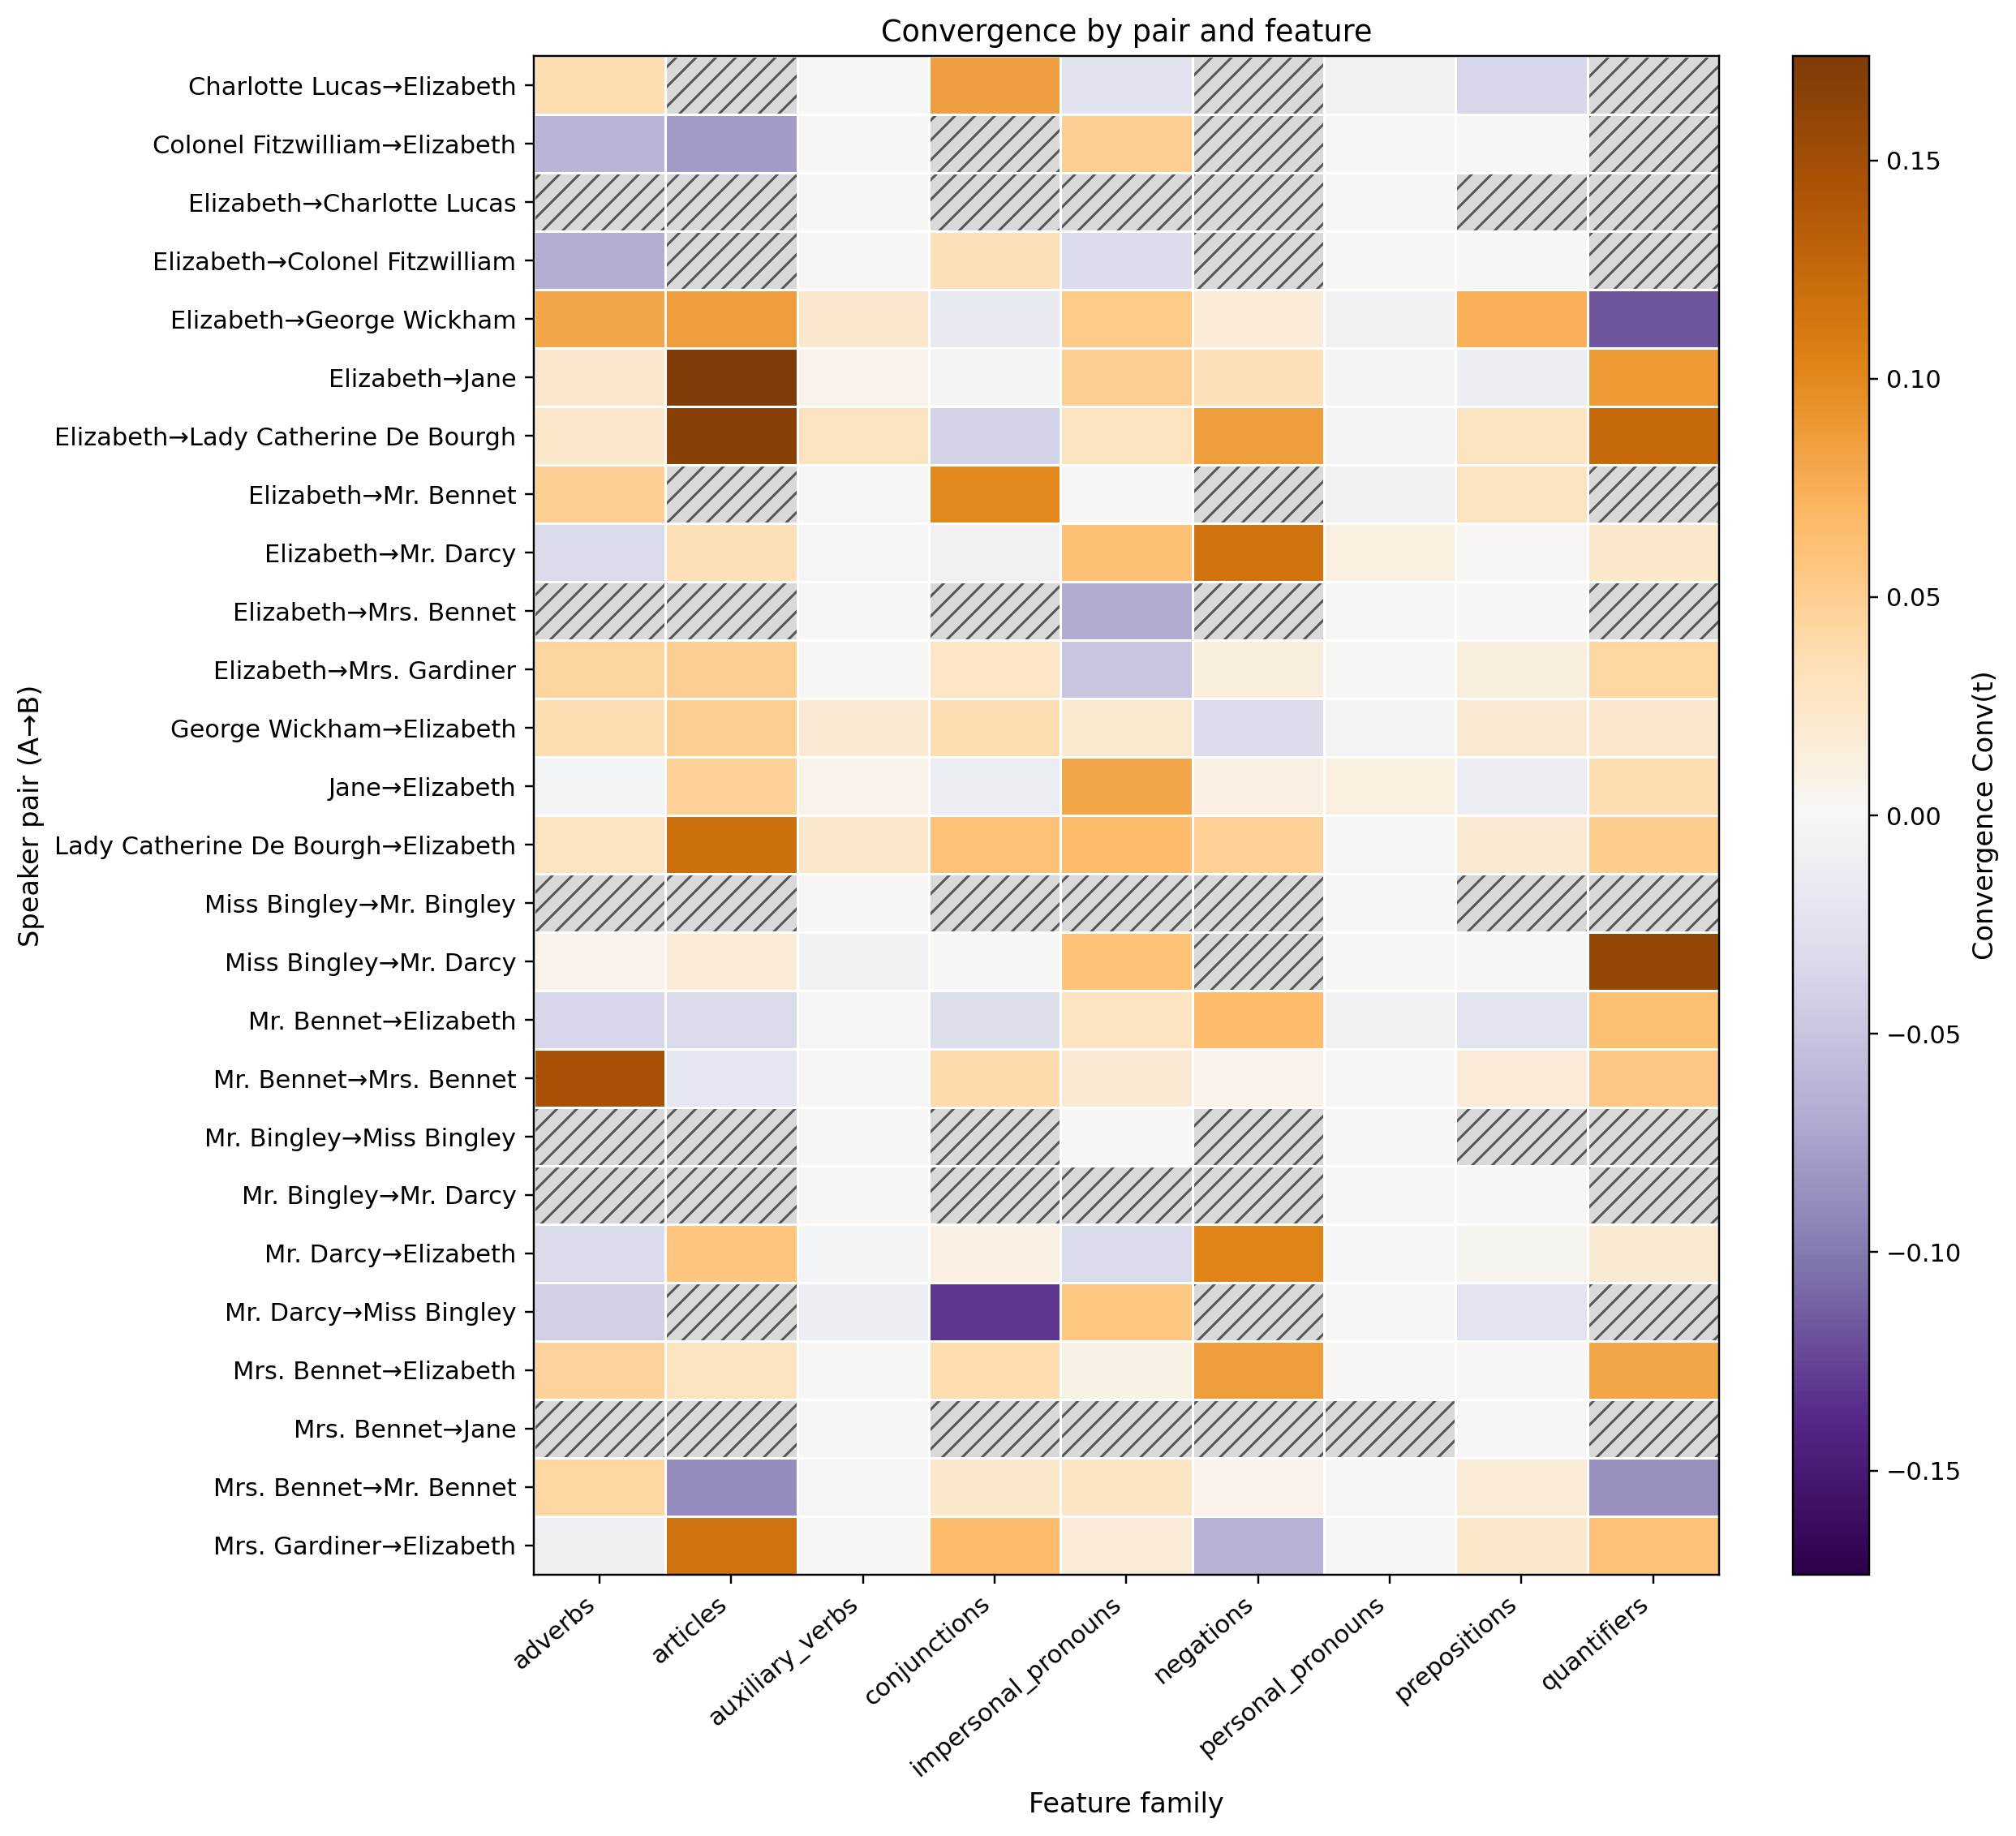 Convergence by pair and feature
Speaker pair (A→B)
Charlotte Lucas→Elizabeth
Colonel Fitzwilliam→Elizabeth
Elizabeth→Charlotte Lucas
Elizabeth→Colonel Fitzwilliam
Elizabeth→George Wickham
Elizabeth→Jane
Elizabeth→Lady Catherine De Bourgh
Elizabeth→Mr. Bennet
Elizabeth→Mr. Darcy
Elizabeth→Mrs. Bennet
Elizabeth→Mrs. Gardiner
George Wickham→Elizabeth
Jane→Elizabeth
Lady Catherine De Bourgh→Elizabeth
Miss Bingley→Mr. Bingley
Miss Bingley→Mr. Darcy
Mr. Bennet→Elizabeth
Mr. Bennet→Mrs. Bennet
Mr. Bingley→Miss Bingley
Mr. Bingley→Mr. Darcy
Mr. Darcy→Elizabeth
Mr. Darcy→Miss Bingley
Mrs. Bennet→Elizabeth
Mrs. Bennet→Jane
Mrs. Bennet→Mr. Bennet
Mrs. Gardiner→Elizabeth
adverbs
articles
auxiliary_verbs
conjunctions
impersonal_pronouns
negations
personal_pronouns
prepositions
quantifiers
Feature family
0.15
0.10
0.05
0.00
−0.05
−0.10
−0.15
Convergence Conv(t)